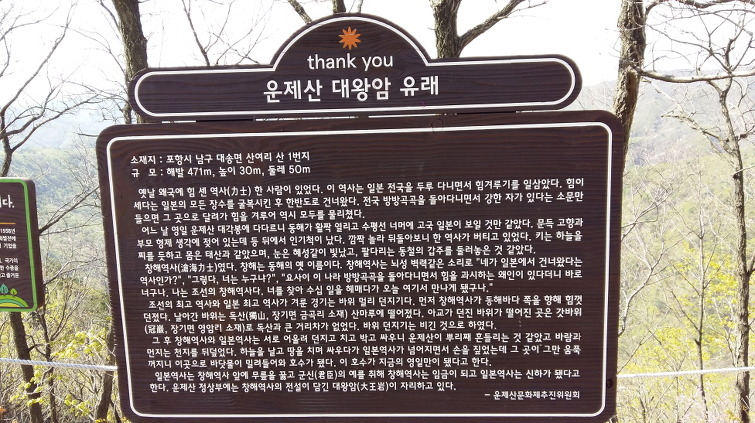 thank you
운제산 대왕암 유래
소재지 : 포항시 남구 대송면 산여리 산 1번지
규 모 : 해발 471m, 높이 30m, 둘레 50m
옛날 왜국에 힘 센 역사(力士) 한 사람이 있었다. 이 역사는 일본 전국을 두루 다니면서 힘겨루기를 일삼았다. 힘이
세다는 일본의 모든 장수를 굴복시킨 후 한반도로 건너왔다. 전국 방방곡곡을 돌아다니면서 강한 자가 있다는 소문만
들으면 그 곳으로 달려가 힘을 겨루어 역시 모두를 물리쳤다.
어느 날 영일 운제산 대각봉에 다다르니 동해가 활짝 열리고 수평선 너머에 고국 일본이 보일 것만 같았다. 문득 고향과
부모 형제 생각에 젖어 있는데 등 뒤에서 인기척이 났다. 깜짝 놀라 뒤돌아보니 한 역사가 버티고 있었다. 키는 하늘을
찌를 듯하고 몸은 태산과 같았으며, 눈은 혜성같이 빛났고, 팔다리는 동철의 갑주를 둘러놓은 것 같았다.
창해역사(滄海力士)였다. 창해는 동해의 옛 이름이다. 창해역사는 뇌성 벽력같은 소리로 "네가 일본에서 건너왔다는
역사인가?", "그렇다, 너는 누구냐?", "요사이 이 나라 방방곡곡을 돌아다니면서 힘을 과시하는 왜인이 있다더니 바로
너구나. 나는 조선의 창해역사다. 너를 찾아 수십 일을 헤매다가 오늘 여기서 만나게 됐구나."
조선의 최고 역사와 일본 최고 역사가 겨룬 경기는 바위 멀리 던지기다. 먼저 창해역사가 동해바다 쪽을 향해 힘껏
던졌다. 날아간 바위는 독산(獨山, 장기면 금곡리 소재) 산마루에 떨어졌다. 아교가 던진 바위가 떨어진 곳은 갓바위
(冠巖, 장기면 영암리 소재)로 독산과 큰 거리차가 없었다. 바위 던지기는 비긴 것으로 하였다.
그 후 창해역사와 일본역사는 서로 어울려 던지고 치고 박고 싸우니 운제산이 뿌리째 흔들리는 것 같았고 바람과
먼지는 천지를 뒤덮었다. 하늘을 날고 땅을 치며 싸우다가 일본역사가 넘어지면서 손을 짚었는데 그 곳이 그만 움푹
꺼지니 이곳으로 바닷물이 밀려들어와 호수가 됐다. 이 호수가 지금의 영일만이 됐다고 한다.
일본역사는 창해역사 앞에 무릎을 꿇고 군신(君臣)의 예를 취해 창해역사는 임금이 되고 일본역사는 신하가 됐다고
한다. 운제산 정상부에는 창해역사의 전설이 담긴 대왕암(大王岩)이 자리하고 있다.
- 운제산문화제추진위원회